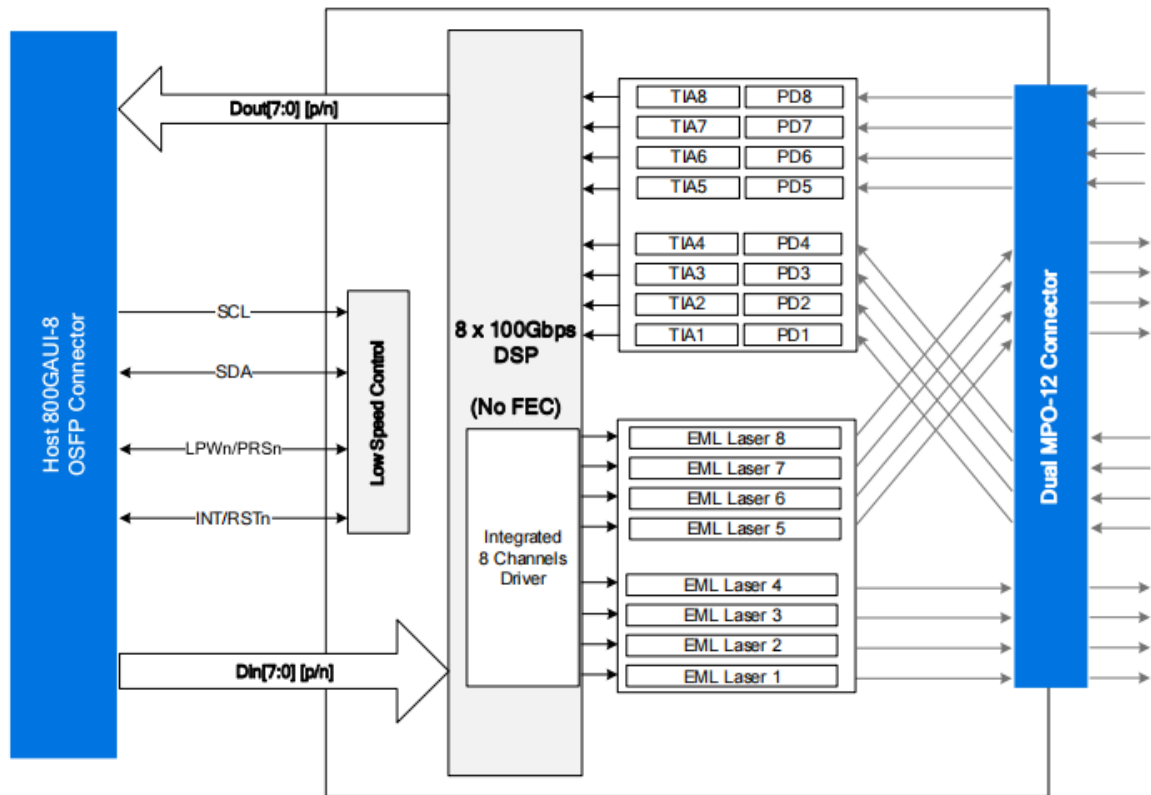 Host 800GAUI-8
OSFP Connector
Dout[7:0] [p/n]
SCL
SDA
LPWn/PRSn
INT/RSTn
Din[7:0] [p/n]
Low Speed Control
8 x 100Gbps
DSP
(No FEC)
Integrated
8 Channels
Driver
TIA8 PD8
TIA7 PD7
TIA6 PD6
TIA5 PD5
TIA4 PD4
TIA3 PD3
TIA2 PD2
TIA1 PD1
EML Laser 8
EML Laser 7
EML Laser 6
EML Laser 5
EML Laser 4
EML Laser 3
EML Laser 2
EML Laser 1
Dual MPO-12 Connector